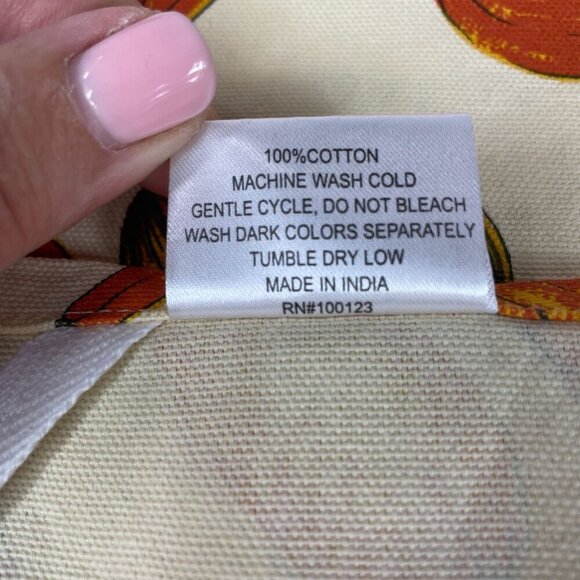 100%COTTON
MACHINE WASH COLD
GENTLE CYCLE, DO NOT BLEACH
WASH DARK COLORS SEPARATELY
TUMBLE DRY LOW
MADE IN INDIA
RN#100123